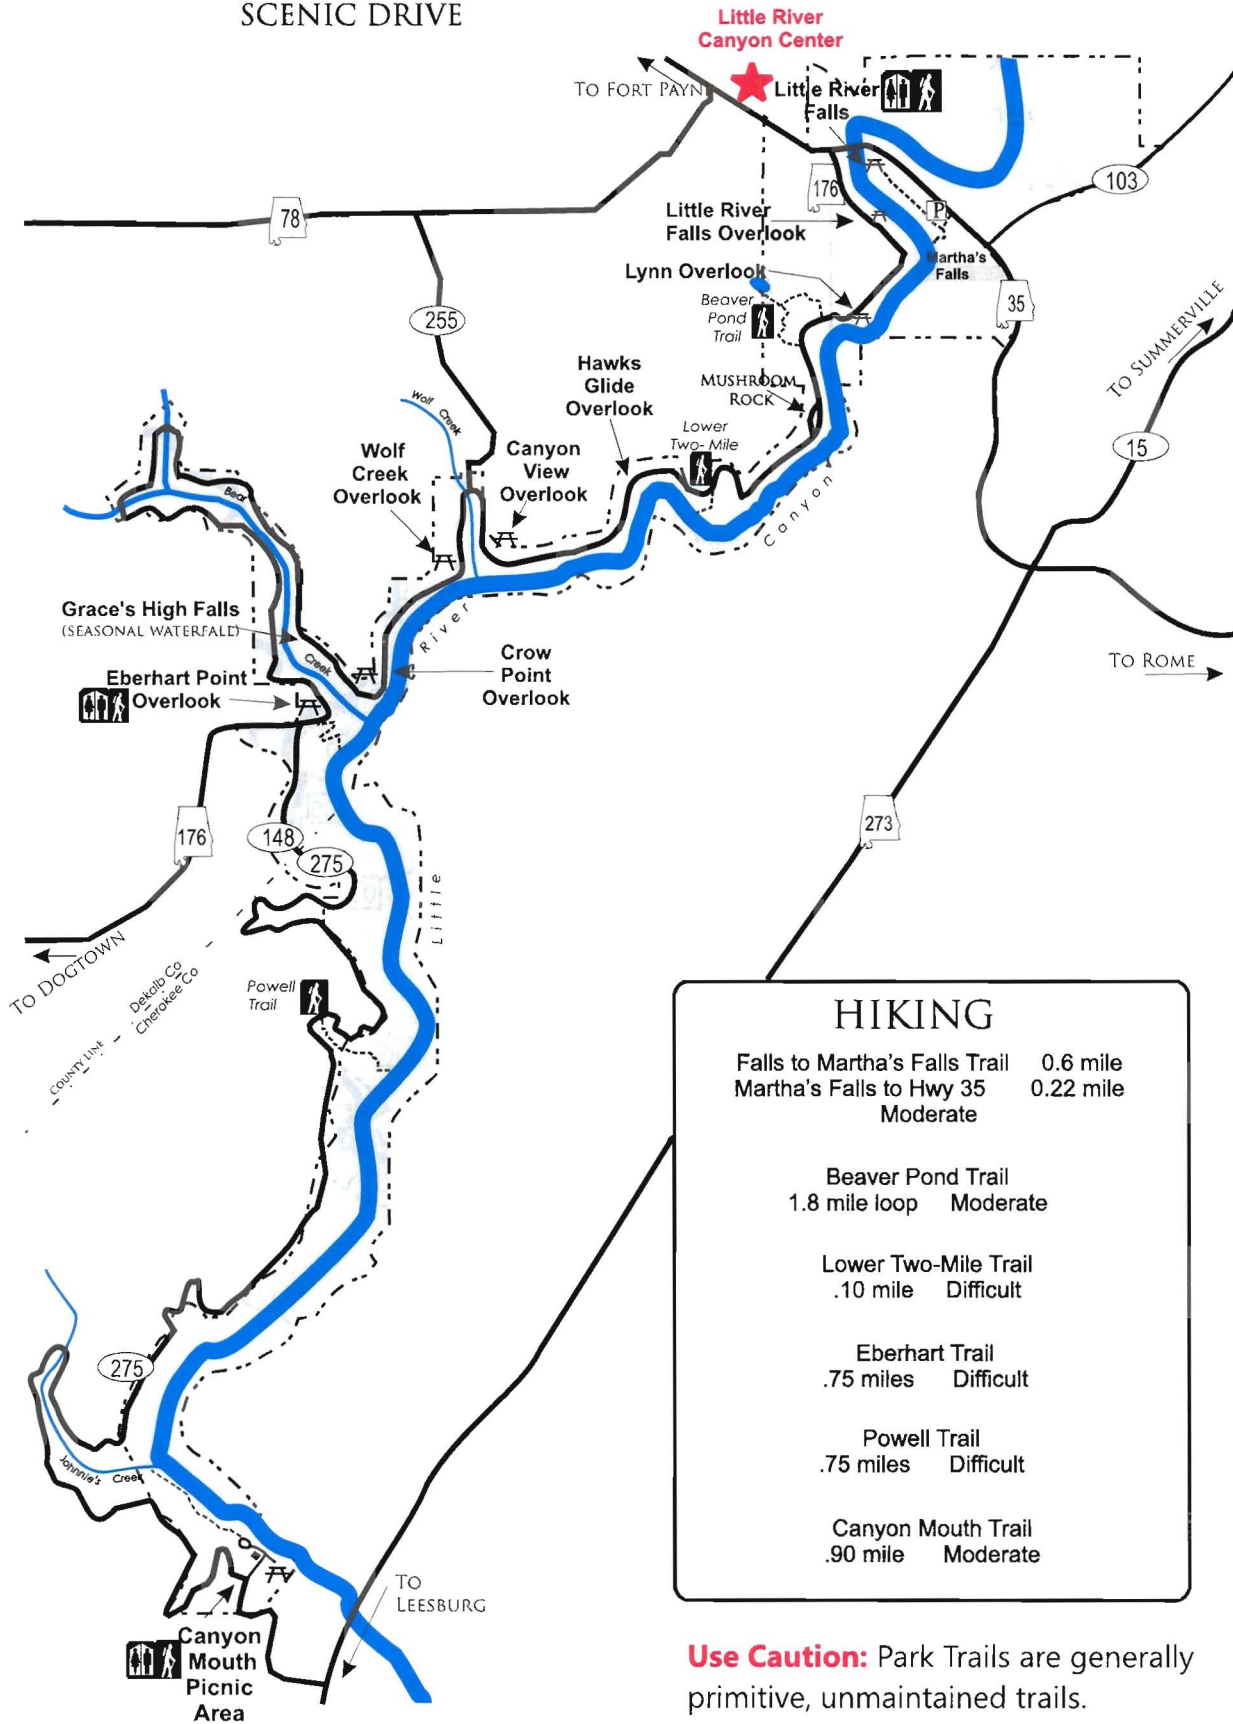 SCENIC DRIVE
Little River
Canyon Center
TO FORT PAYN
Little River
Falls
103
176
P
78
Little River
Falls Overlook
Martha's
Falls
Lynn Overlook
35
Beaver
Pond
Trail
255
TO SUMMERVILLE
Hawks
Glide
Overlook
MUSHROOM
ROCK
Wolf Creek
Lower
Two-Mile
15
Wolf
Creek
Overlook
Canyon
View
Overlook
Bear
Canyon
Grace's High Falls
(SEASONAL WATERFALL)
River
Creek
Crow
Point
Overlook
TO ROME
Eberhart Point
Overlook
176
148
275
273
Little
TO DOGTOWN
Dekalb Co
Cherokee Co
COUNTY LINE
Powell
Trail
HIKING
Falls to Martha's Falls Trail 0.6 mile
Martha's Falls to Hwy 35 0.22 mile
Moderate
Beaver Pond Trail
1.8 mile loop Moderate
Lower Two-Mile Trail
.10 mile Difficult
Eberhart Trail
.75 miles Difficult
Powell Trail
.75 miles Difficult
Canyon Mouth Trail
.90 mile Moderate
275
Johnnie's Creek
TO
LEESBURG
Canyon
Mouth
Picnic
Area
Use Caution: Park Trails are generally
primitive, unmaintained trails.